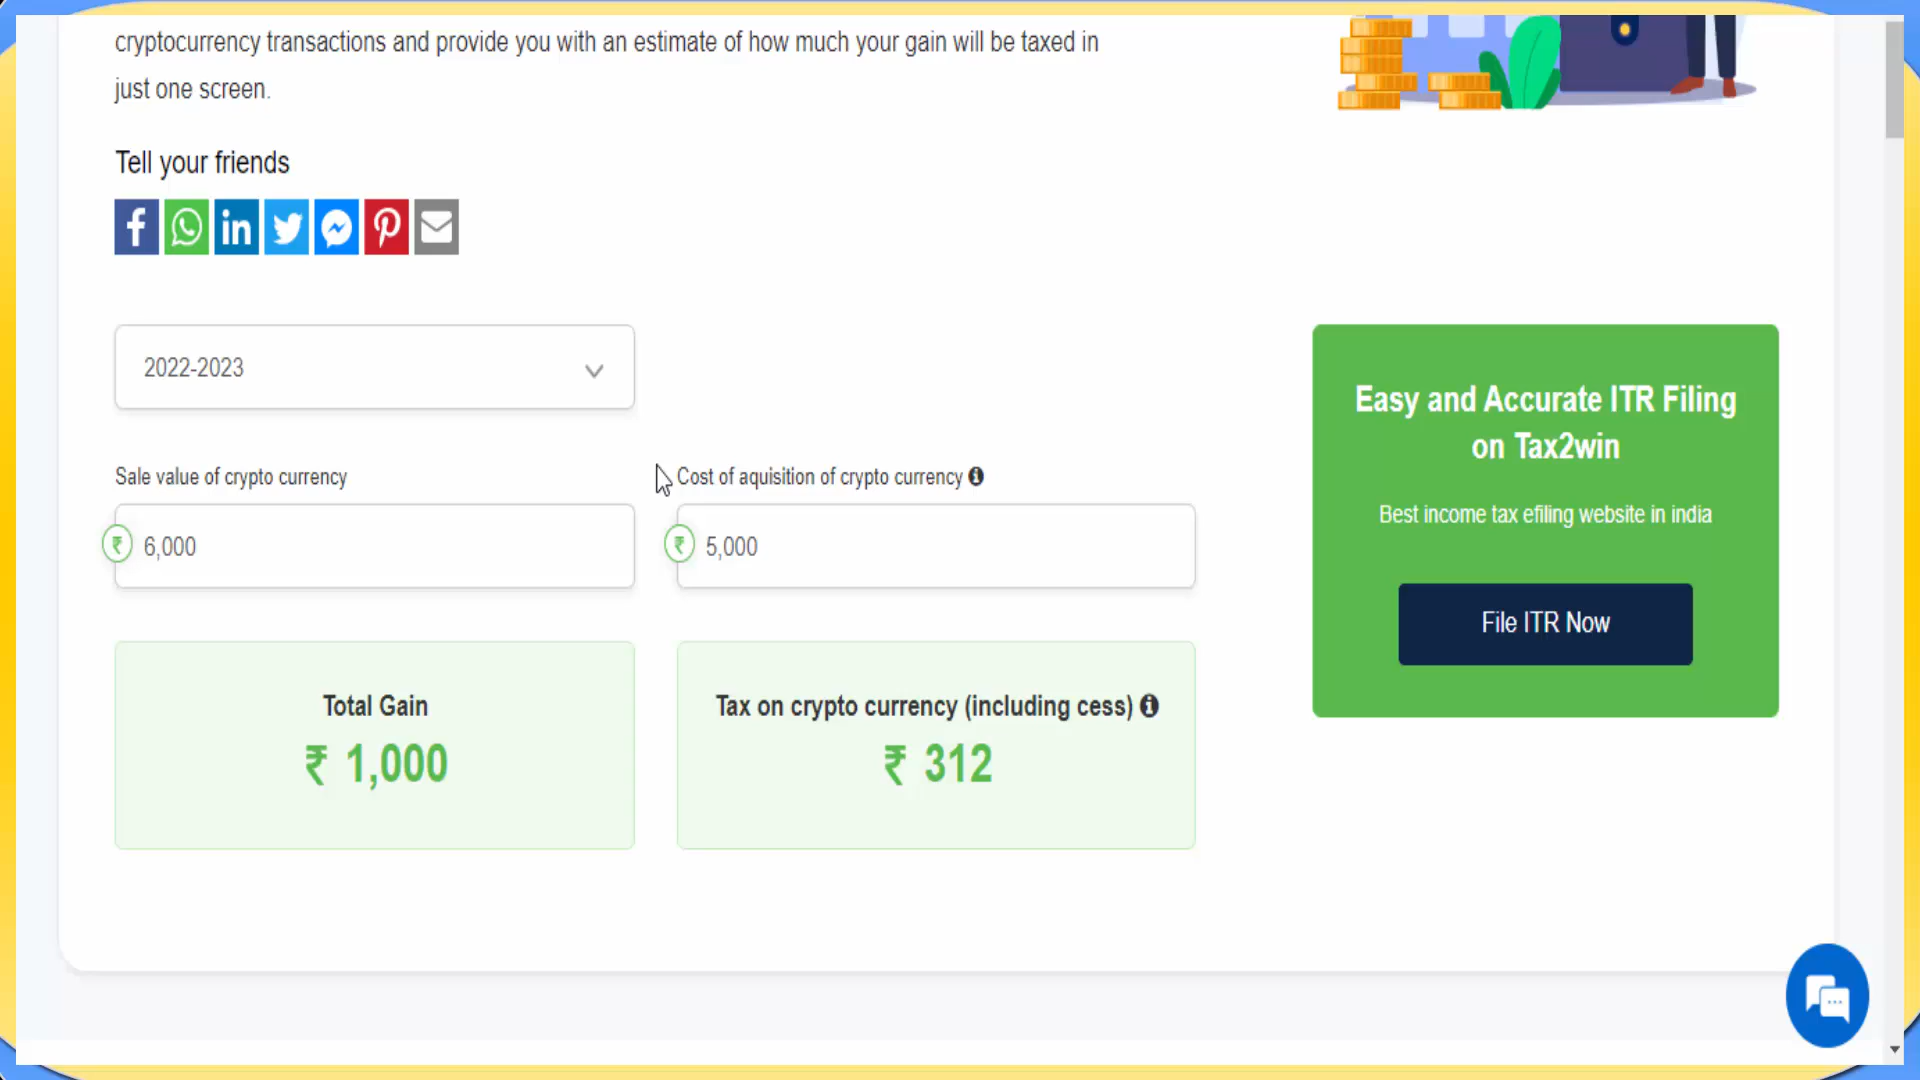 cryptocurrency transactions and provide you with an estimate of how much your gain will be taxed in
just one screen.
Tell your friends
2022-2023
Sale value of crypto currency
Cost of aquisition of crypto currency
₹ 6,000
₹ 5,000
Total Gain
₹ 1,000
Tax on crypto currency (including cess)
₹ 312
Easy and Accurate ITR Filing
on Tax2win
Best income tax efiling website in india
File ITR Now